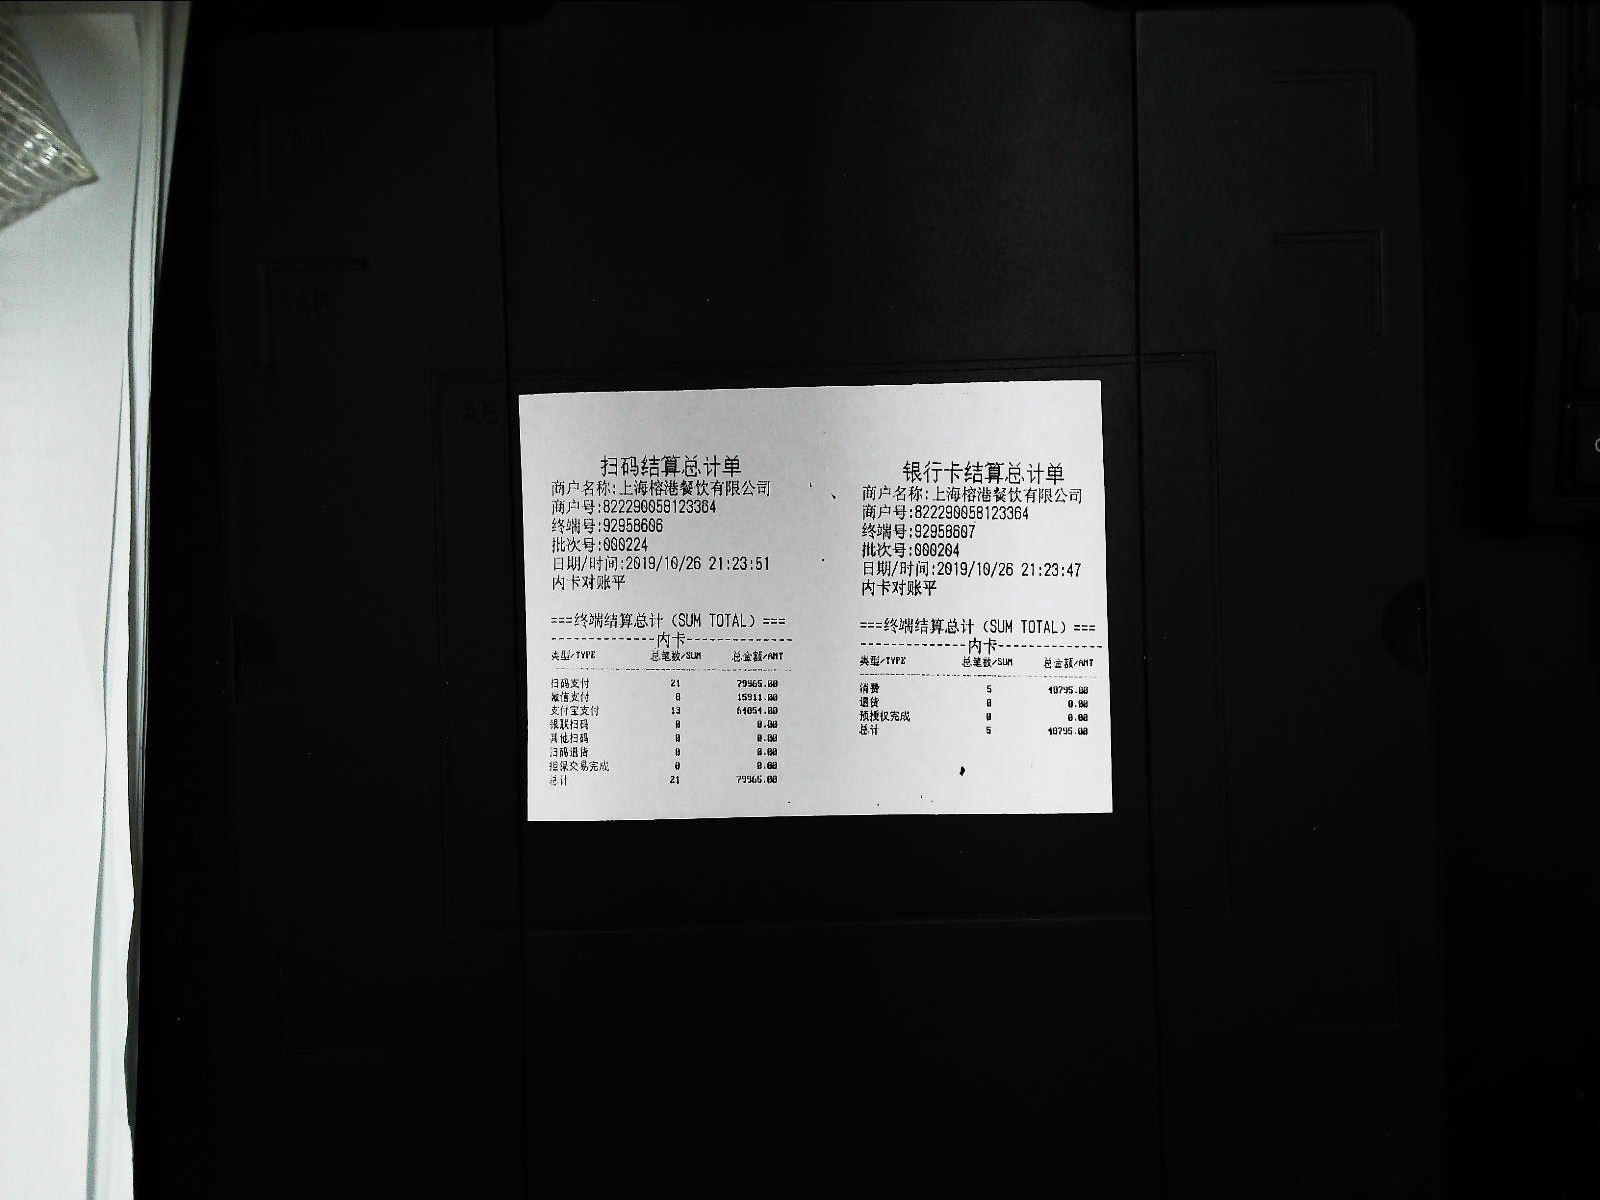 扫码结算总计单
商户名称:上海榕港餐饮有限公司
商户号:822290058123364
终端号:92958606
批次号:000224
日期/时间:2019/10/26 21:23:51
内卡对账平
===终端结算总计(SUM TOTAL)===
---------------内卡---------------
类型/TYPE 总笔数/SUM 总金额/AMT
扫码支付 21 79965.00
微信支付 8 15911.00
支付宝支付 13 64054.00
银联扫码 0 0.00
其他扫码 0 0.00
扫码退货 0 0.00
担保交易完成 0 0.00
总计 21 79965.00
银行卡结算总计单
商户名称:上海榕港餐饮有限公司
商户号:822290058123364
终端号:92958607
批次号:000204
日期/时间:2019/10/26 21:23:47
内卡对账平
===终端结算总计(SUM TOTAL)===
---------------内卡---------------
类型/TYPE 总笔数/SUM 总金额/AMT
消费 5 10795.00
退货 0 0.00
预授权完成 0 0.00
总计 5 10795.00
A5